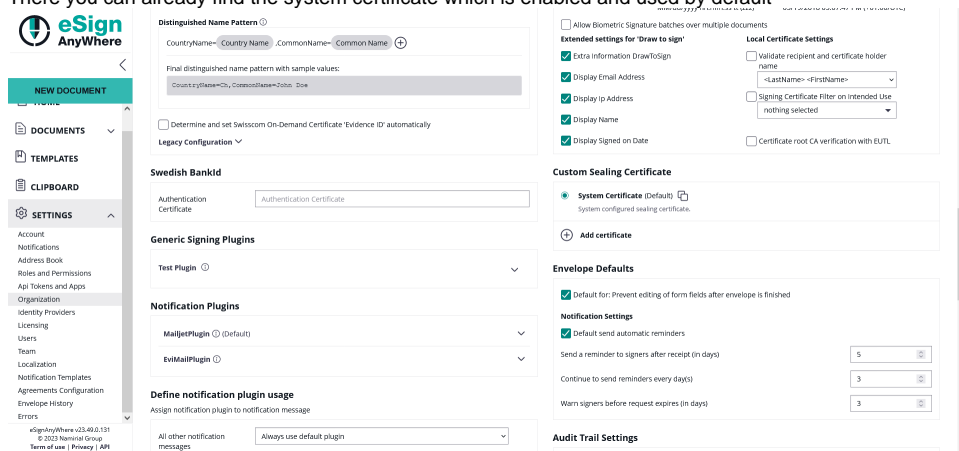 There you can already find the system certificate which is enabled and used by default
eSign
AnyWhere
NEW DOCUMENT
HOME
DOCUMENTS
TEMPLATES
CLIPBOARD
SETTINGS
Account
Notifications
Address Book
Roles and Permissions
Api Tokens and Apps
Organization
Identity Providers
Licensing
Users
Team
Localization
Notification Templates
Agreements Configuration
Envelope History
Errors
eSignAnyWhere v23.49.0.131
© 2023 Namirial Group
Term of use | Privacy | API
Distinguished Name Pattern
CountryName= Country Name ,CommonName= Common Name
Final distinguished name pattern with sample values:
CountryName=Ch,CommonName=John Doe
Determine and set Swisscom On-Demand Certificate 'Evidence ID' automatically
Legacy Configuration
Swedish BankId
Authentication
Certificate
Authentication Certificate
Generic Signing Plugins
Test Plugin
Notification Plugins
MailjetPlugin (Default)
EviMailPlugin
Define notification plugin usage
Assign notification plugin to notification message
All other notification
messages
Always use default plugin
Allow Biometric Signature batches over multiple documents
Extended settings for 'Draw to sign'
Extra Information DrawToSign
Display Email Address
Display Ip Address
Display Name
Display Signed on Date
Local Certificate Settings
Validate recipient and certificate holder
name
<LastName> <FirstName>
Signing Certificate Filter on Intended Use
nothing selected
Certificate root CA verification with EUTL
Custom Sealing Certificate
System Certificate (Default)
System configured sealing certificate.
Add certificate
Envelope Defaults
Default for: Prevent editing of form fields after envelope is finished
Notification Settings
Default send automatic reminders
Send a reminder to signers after receipt (in days) 5
Continue to send reminders every day(s) 3
Warn signers before request expires (in days) 3
Audit Trail Settings